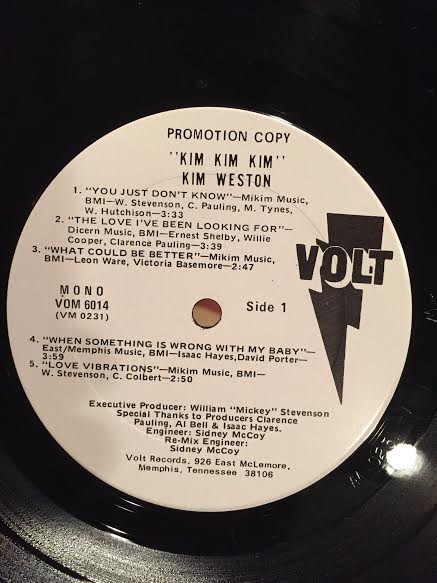 PROMOTION COPY
"KIM KIM KIM"
KIM WESTON
1. "YOU JUST DON'T KNOW"—Mikim Music,
BMI—W. Stevenson, C. Pauling, M. Tynes,
W. Hutchison—3:33
2. "THE LOVE I'VE BEEN LOOKING FOR"—
Dicern Music, BMI—Ernest Shelby, Willie
Cooper, Clarence Pauling—3:39
3. "WHAT COULD BE BETTER"—Mikim Music,
BMI—Leon Ware, Victoria Basemore—2:47
VOLT
MONO
VOM 6014
(VM 0231)
Side 1
4. "WHEN SOMETHING IS WRONG WITH MY BABY"—
East/Memphis Music, BMI—Isaac Hayes,David Porter—
3:59
5. "LOVE VIBRATIONS"—Mikim Music, BMI—
W. Stevenson, C. Colbert—2:50
Executive Producer: William "Mickey" Stevenson
Special Thanks to Producers Clarence
Pauling, Al Bell & Isaac Hayes.
Engineer: Sidney McCoy
Re-Mix Engineer:
Sidney McCoy
Volt Records, 926 East McLemore,
Memphis, Tennessee 38106